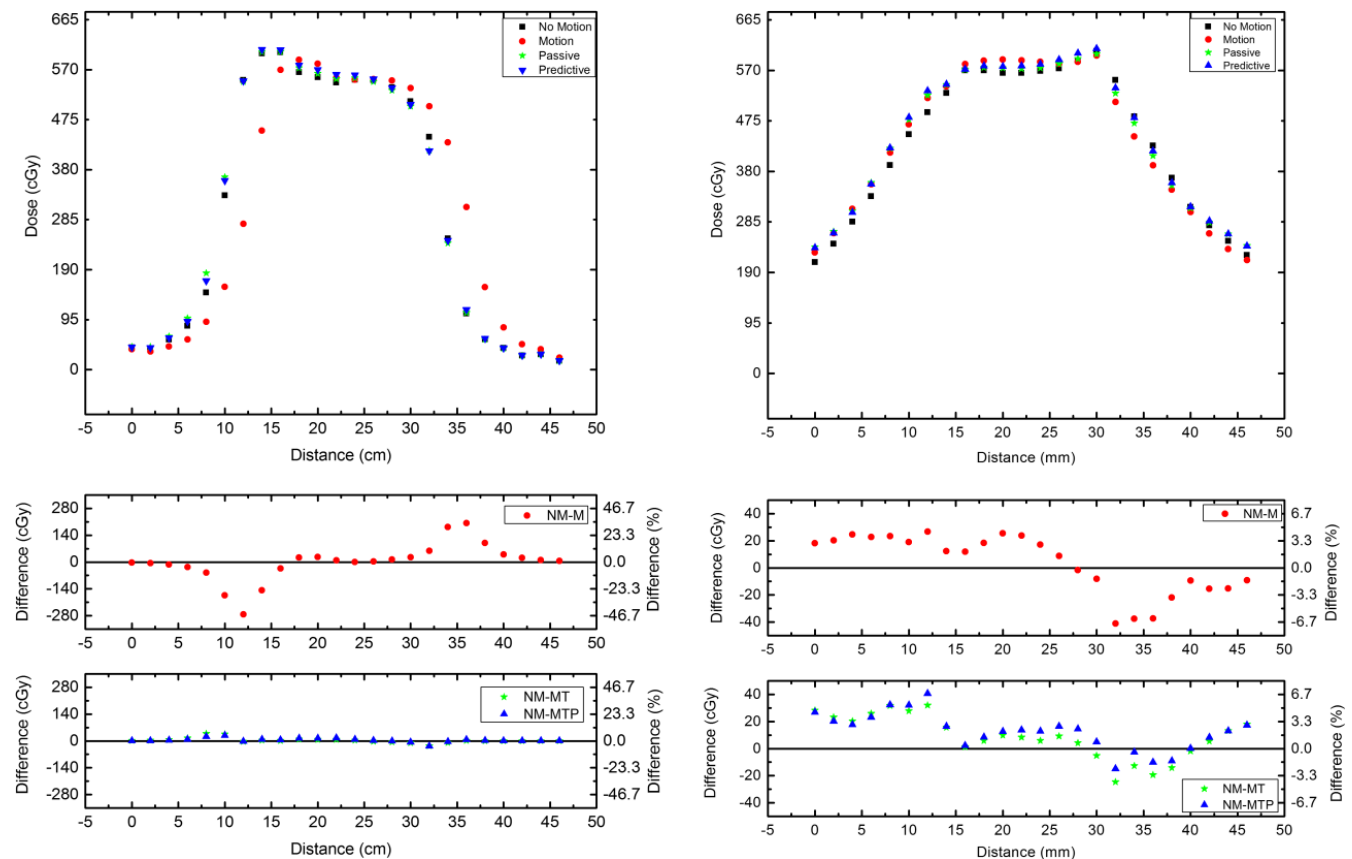 665
570
475
380
285
190
95
0
Dose (cGy)
No Motion
Motion
Passive
Predictive
-5 0 5 10 15 20 25 30 35 40 45 50
Distance (cm)
665
570
475
380
285
190
95
0
Dose (cGy)
No Motion
Motion
Passive
Predictive
-5 0 5 10 15 20 25 30 35 40 45 50
Distance (mm)
280
140
0
-140
-280
Difference (cGy)
NM-M
46.7
23.3
0.0
-23.3
-46.7
Difference (%)
-5 0 5 10 15 20 25 30 35 40 45 50
40
20
0
-20
-40
Difference (cGy)
NM-M
6.7
3.3
0.0
-3.3
-6.7
Difference (%)
-5 0 5 10 15 20 25 30 35 40 45 50
280
140
0
-140
-280
Difference (cGy)
NM-MT
NM-MTP
46.7
23.3
0.0
-23.3
-46.7
Difference (%)
-5 0 5 10 15 20 25 30 35 40 45 50
Distance (cm)
40
20
0
-20
-40
Difference (cGy)
NM-MT
NM-MTP
6.7
3.3
0.0
-3.3
-6.7
Difference (%)
-5 0 5 10 15 20 25 30 35 40 45 50
Distance (mm)